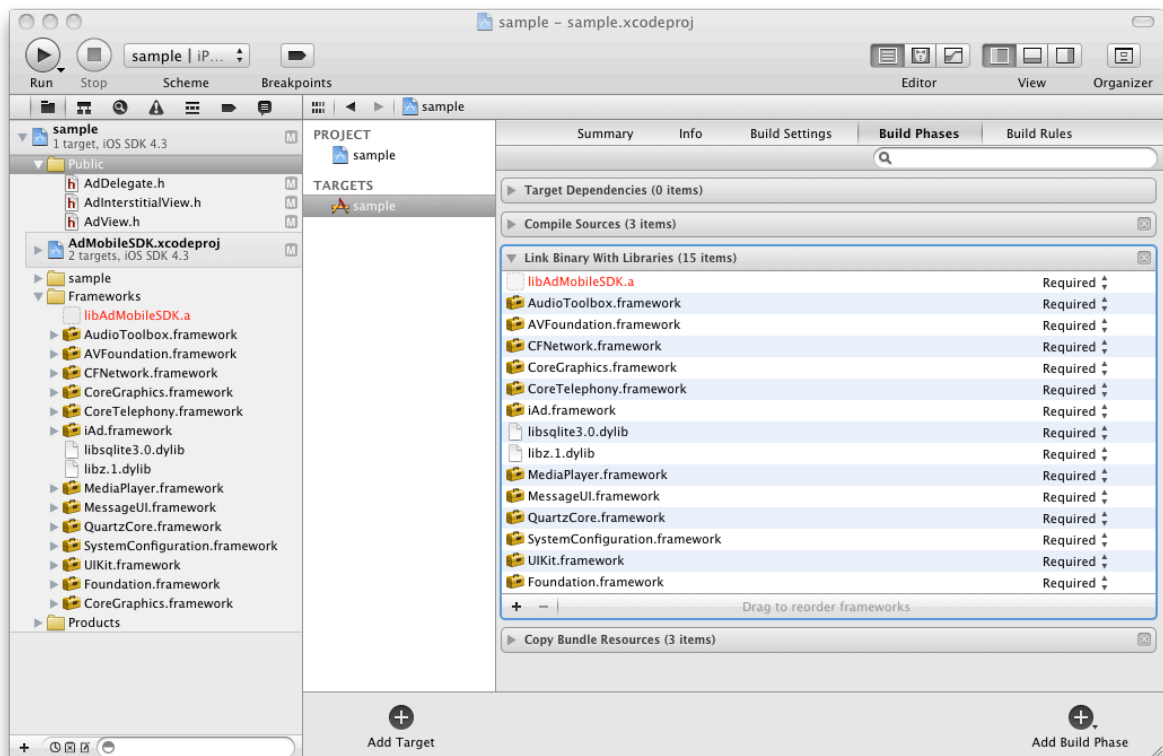 sample – sample.xcodeproj
sample | iP...
Run Stop Scheme Breakpoints Editor View Organizer
sample
sample
1 target, iOS SDK 4.3
M
Public
AdDelegate.h M
AdInterstitialView.h M
AdView.h M
AdMobileSDK.xcodeproj
2 targets, iOS SDK 4.3
M
sample
Frameworks
libAdMobileSDK.a
AudioToolbox.framework
AVFoundation.framework
CFNetwork.framework
CoreGraphics.framework
CoreTelephony.framework
iAd.framework
libsqlite3.0.dylib
libz.1.dylib
MediaPlayer.framework
MessageUI.framework
QuartzCore.framework
SystemConfiguration.framework
UIKit.framework
Foundation.framework
CoreGraphics.framework
Products
PROJECT
sample
TARGETS
sample
Summary Info Build Settings Build Phases Build Rules
Target Dependencies (0 items)
Compile Sources (3 items)
Link Binary With Libraries (15 items)
libAdMobileSDK.a Required
AudioToolbox.framework Required
AVFoundation.framework Required
CFNetwork.framework Required
CoreGraphics.framework Required
CoreTelephony.framework Required
iAd.framework Required
libsqlite3.0.dylib Required
libz.1.dylib Required
MediaPlayer.framework Required
MessageUI.framework Required
QuartzCore.framework Required
SystemConfiguration.framework Required
UIKit.framework Required
Foundation.framework Required
Drag to reorder frameworks
Copy Bundle Resources (3 items)
Add Target
Add Build Phase